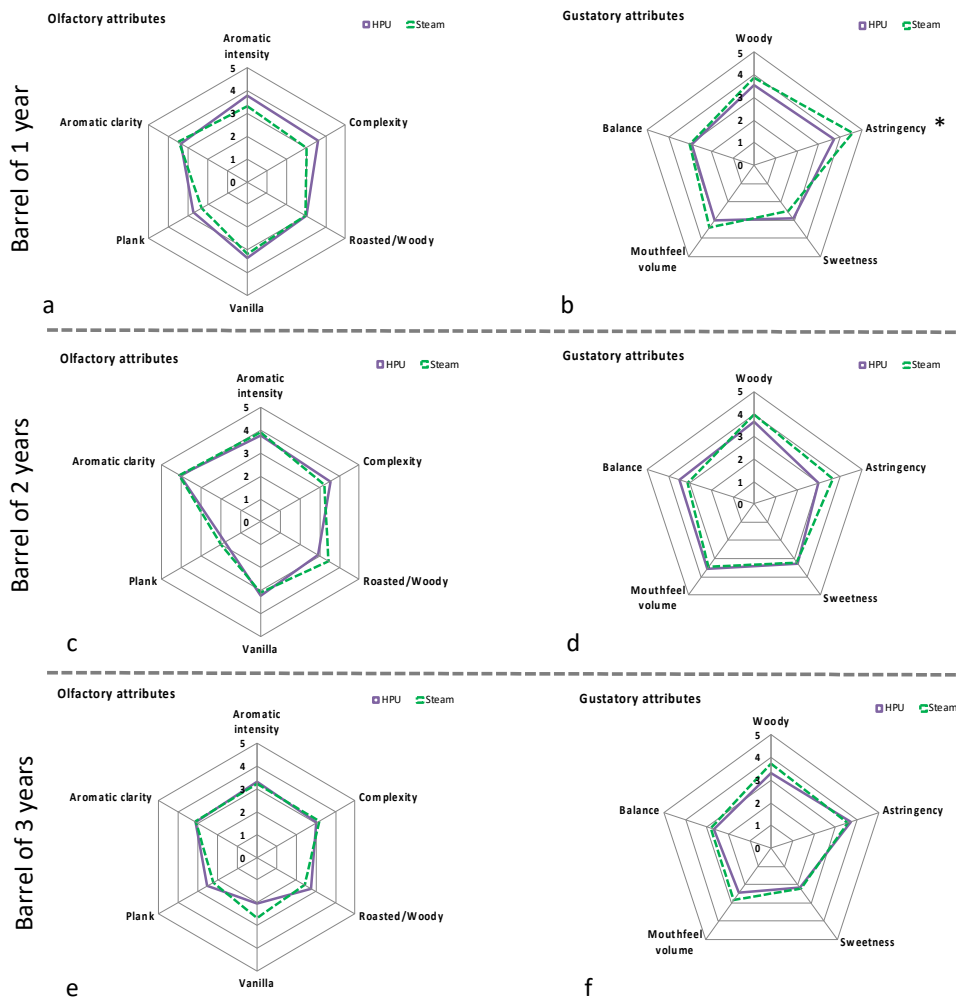 Barrel of 1 year
Olfactory attributes
HPU Steam
Aromatic
intensity
5
4
3
2
1
0
Aromatic clarity
Complexity
Plank
Roasted/Woody
Vanilla
a
Gustatory attributes
HPU Steam
Woody
5
4
3
2
1
0
Balance
Astringency *
Mouthfeel
volume
Sweetness
b
Barrel of 2 years
Olfactory attributes
HPU Steam
Aromatic
intensity
5
4
3
2
1
0
Aromatic clarity
Complexity
Plank
Roasted/Woody
Vanilla
c
Gustatory attributes
HPU Steam
Woody
5
4
3
2
1
0
Balance
Astringency
Mouthfeel
volume
Sweetness
d
Barrel of 3 years
Olfactory attributes
HPU Steam
Aromatic
intensity
5
4
3
2
1
0
Aromatic clarity
Complexity
Plank
Roasted/Woody
Vanilla
e
Gustatory attributes
HPU Steam
Woody
5
4
3
2
1
0
Balance
Astringency
Mouthfeel
volume
Sweetness
f